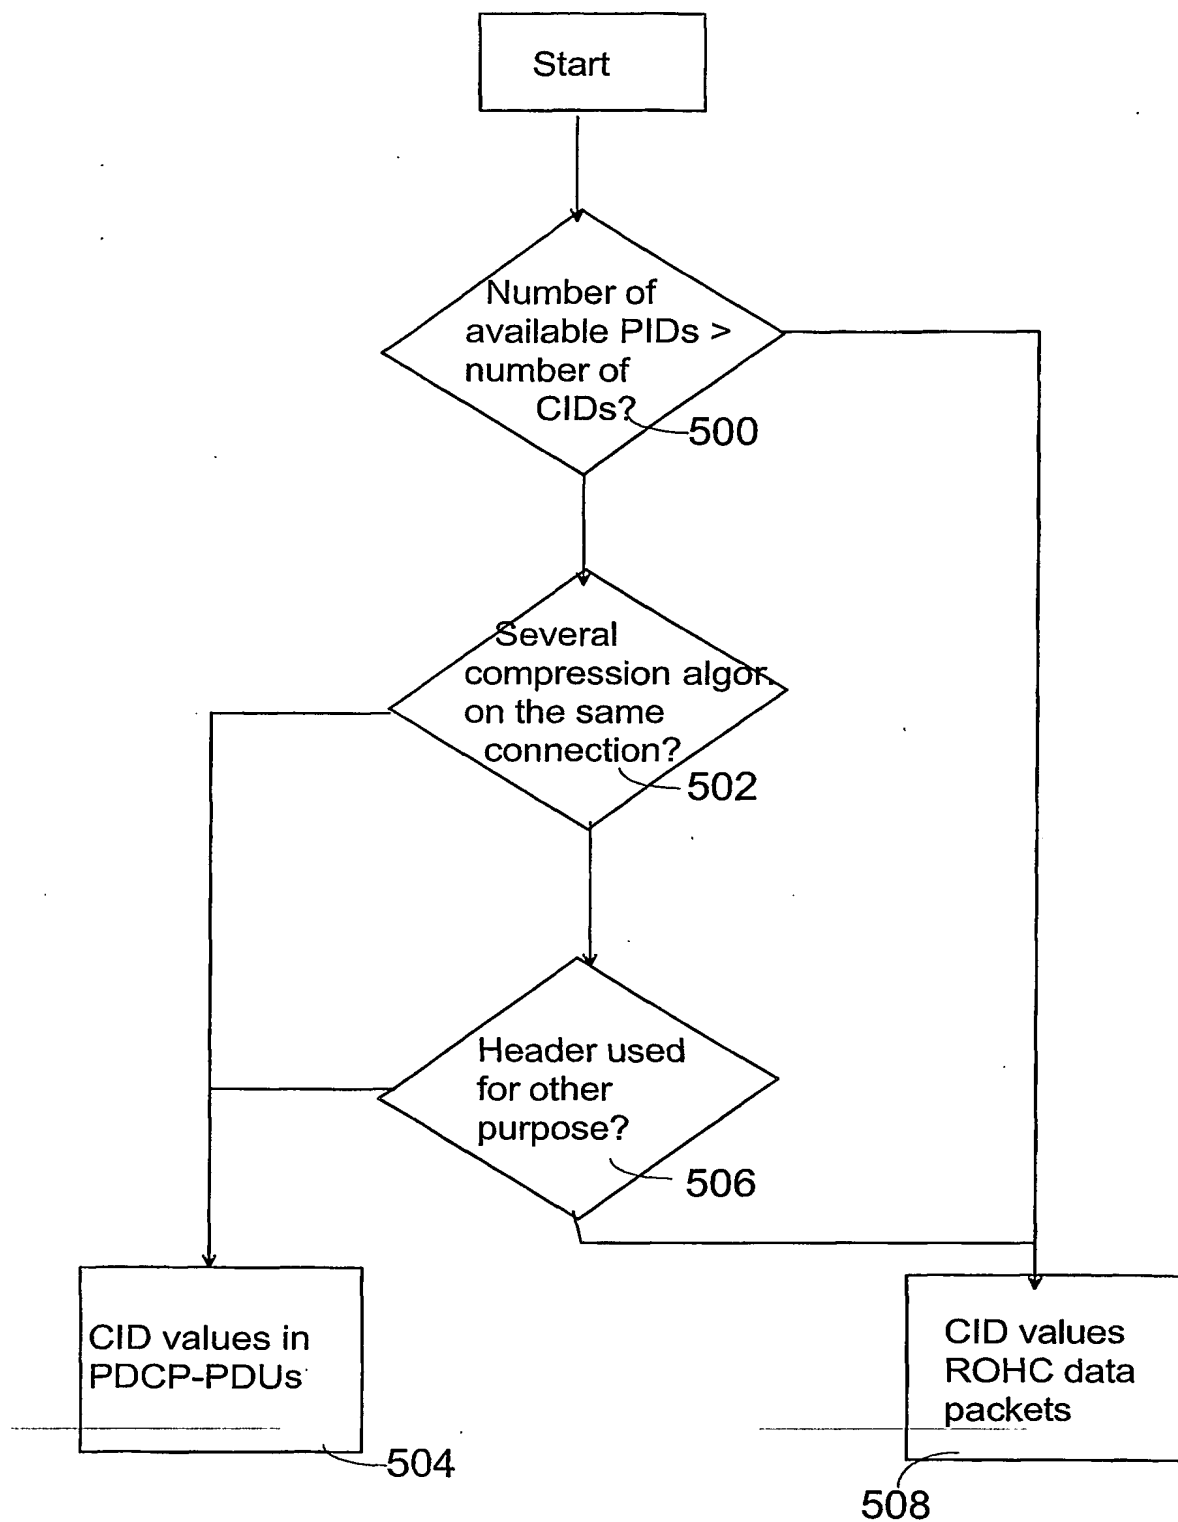 Start
Number of
available PIDs >
number of
CIDs?
500
Several
compression algor.
on the same
connection?
502
Header used
for other
purpose?
506
CID values in
PDCP-PDUs
504
CID values
ROHC data
packets
508